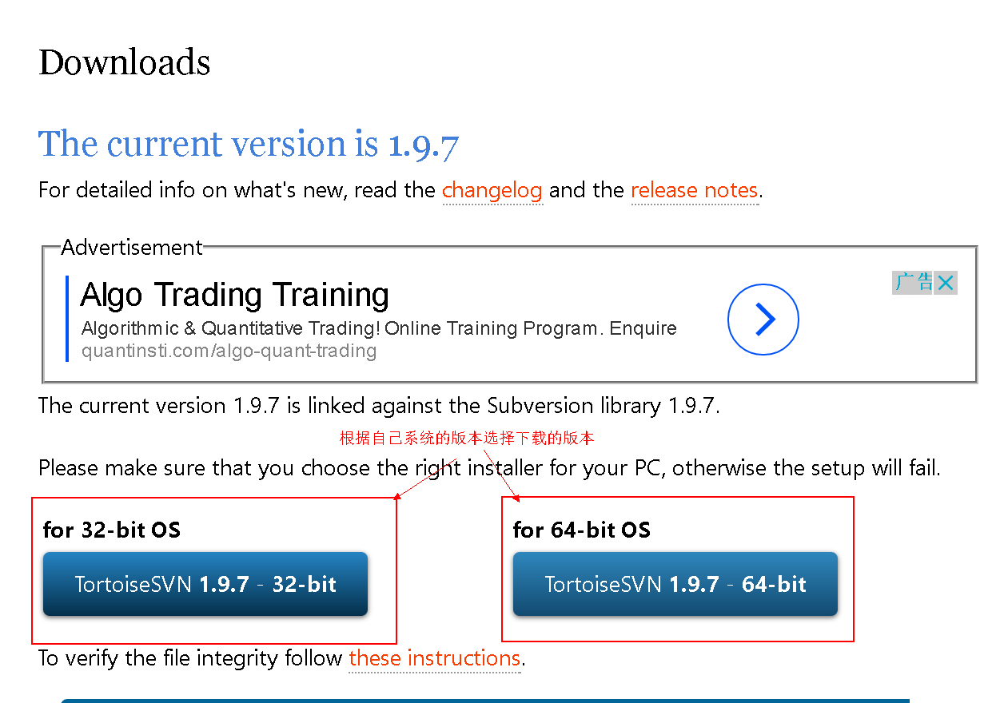 Downloads
The current version is 1.9.7
For detailed info on what's new, read the changelog and the release notes.
Advertisement
Algo Trading Training
Algorithmic & Quantitative Trading! Online Training Program. Enquire
quantinsti.com/algo-quant-trading
广告
The current version 1.9.7 is linked against the Subversion library 1.9.7.
根据自己系统的版本选择下载的版本
Please make sure that you choose the right installer for your PC, otherwise the setup will fail.
for 32-bit OS
TortoiseSVN 1.9.7 - 32-bit
for 64-bit OS
TortoiseSVN 1.9.7 - 64-bit
To verify the file integrity follow these instructions.